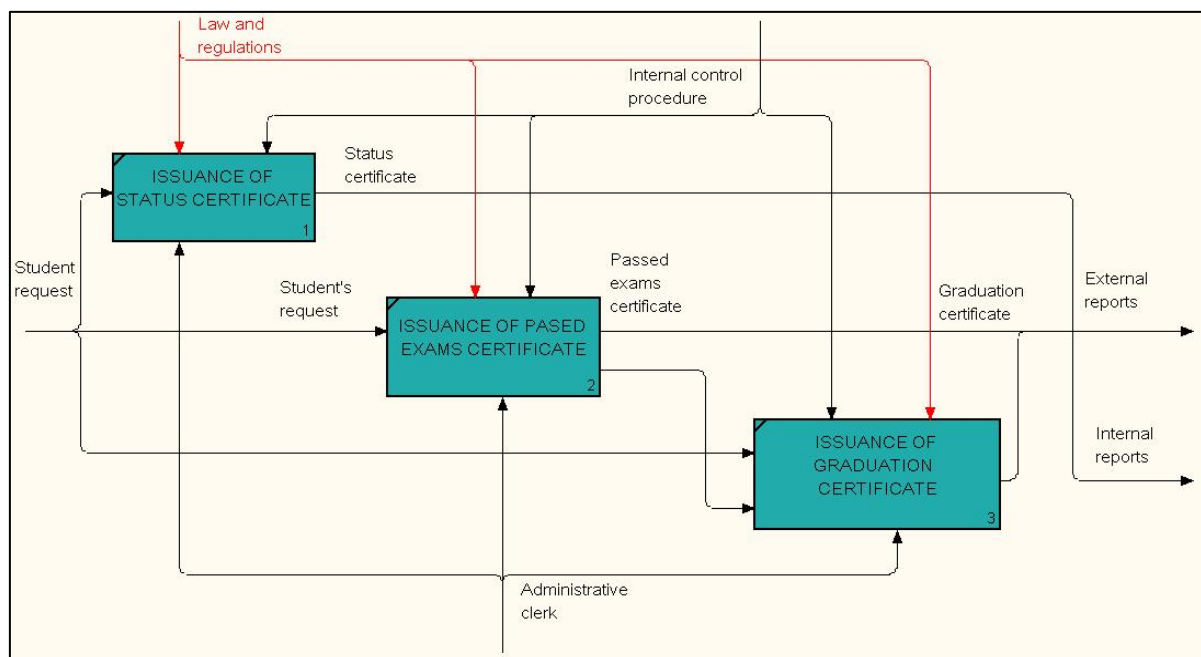 Law and
regulations
Internal control
procedure
Status
certificate
ISSUANCE OF
STATUS CERTIFICATE
1
Student
request
Student's
request
Passed
exams
certificate
Graduation
certificate
External
reports
ISSUANCE OF PASED
EXAMS CERTIFICATE
2
ISSUANCE OF
GRADUATION
CERTIFICATE
3
Internal
reports
Administrative
clerk